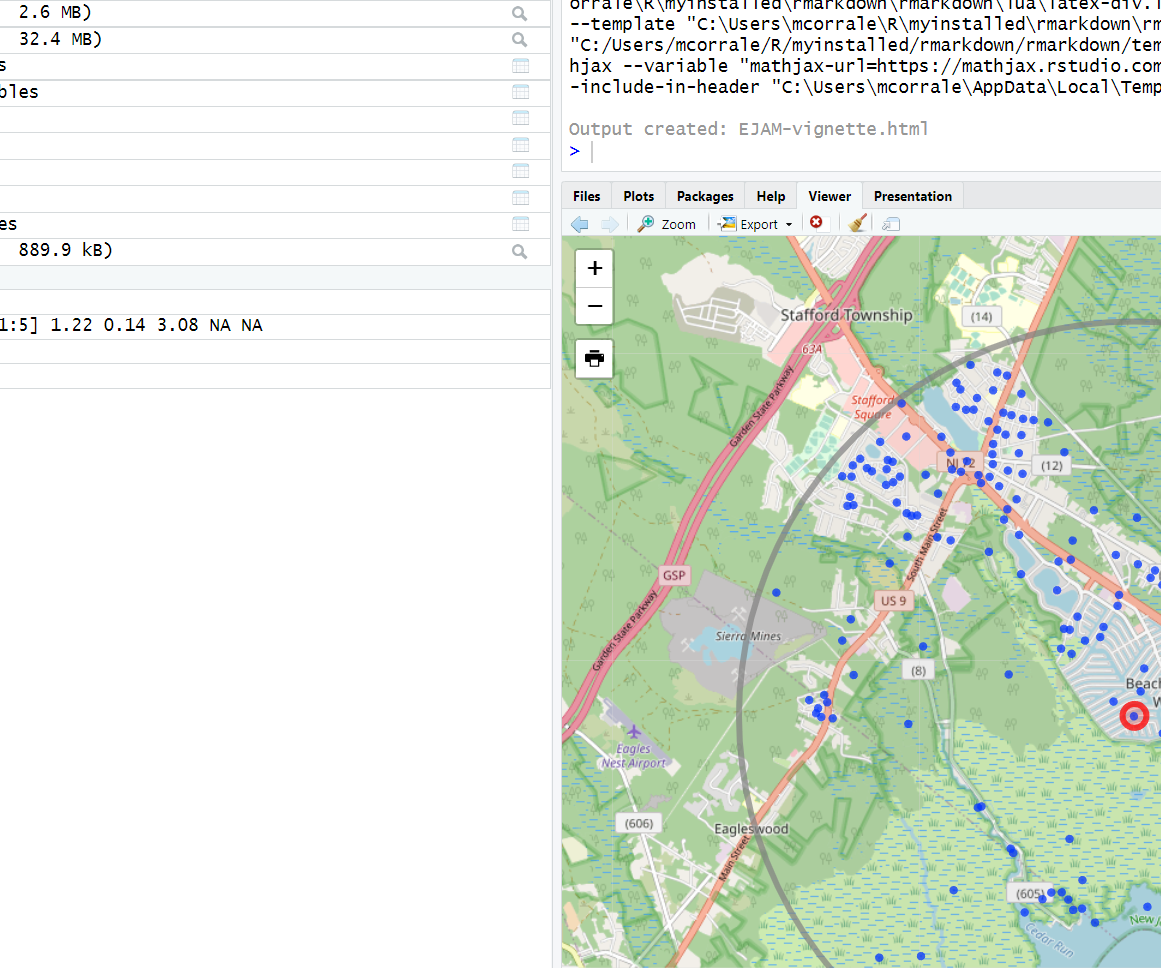 2.6 MB)
32.4 MB)
s
bles
es
889.9 kB)
1:5] 1.22 0.14 3.08 NA NA
orrale\R\myinstalled\rmarkdown\rmarkdown\lua\latex-div.l
--template "C:\Users\mcorrale\R\myinstalled\rmarkdown\rm
"C:/Users/mcorrale/R/myinstalled/rmarkdown/rmarkdown/tem
hjax --variable "mathjax-url=https://mathjax.rstudio.com
-include-in-header "C:\Users\mcorrale\AppData\Local\Temp
Output created: EJAM-vignette.html
>
Files Plots Packages Help Viewer Presentation
Zoom Export
+
−
Stafford Township
(14)
63A
Garden State Parkway
Stafford
Square
(12)
South Main Street
GSP
US 9
Sierra Mines
Garden State Parkway
(8)
Beach
W
Eagles
Nest Airport
(606)
Eagleswood
Main Street
(605)
Cedar Run
New J